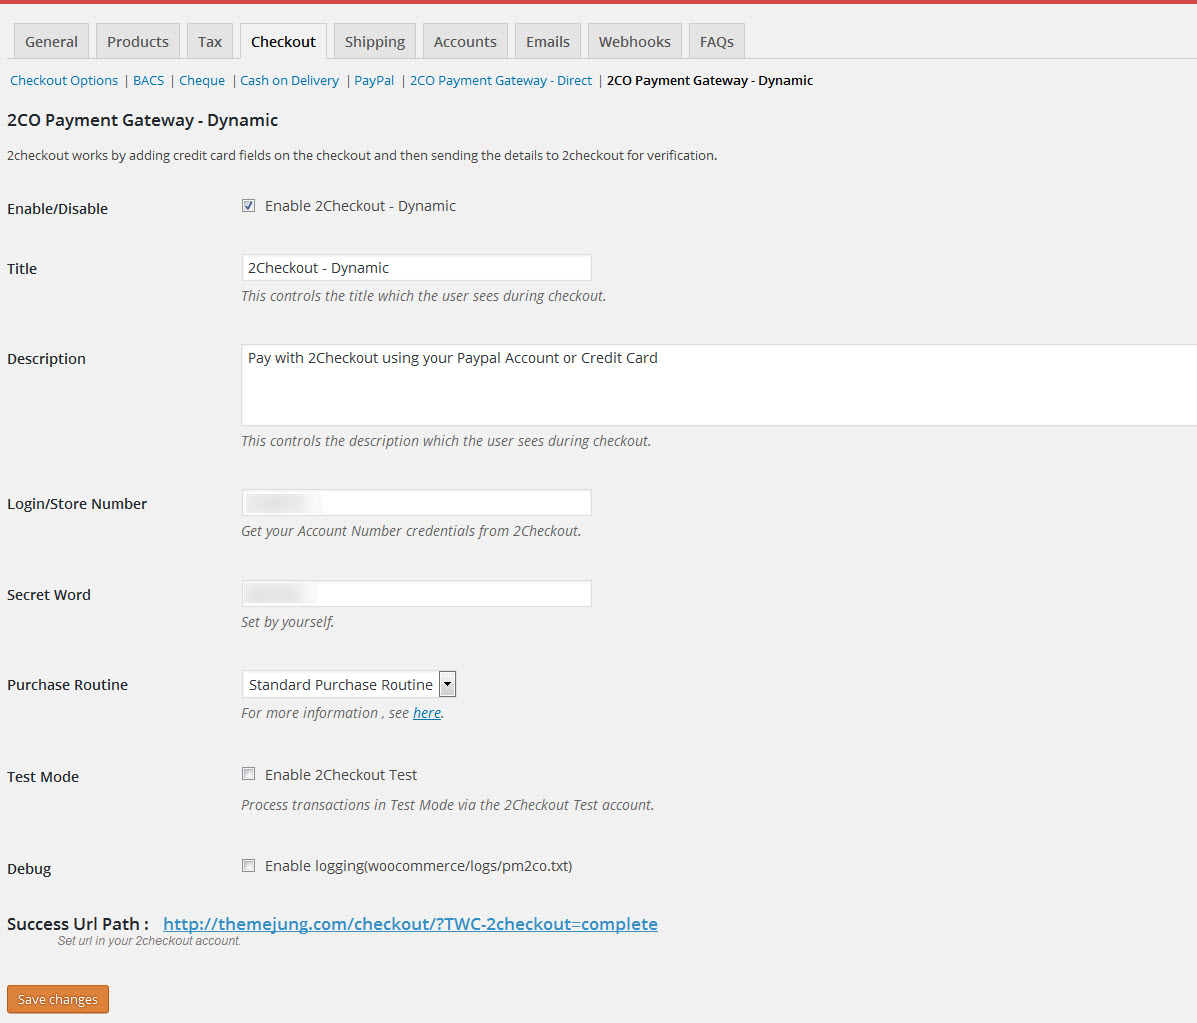 General Products Tax Checkout Shipping Accounts Emails Webhooks FAQs
Checkout Options | BACS | Cheque | Cash on Delivery | PayPal | 2CO Payment Gateway - Direct | 2CO Payment Gateway - Dynamic
2CO Payment Gateway - Dynamic
2checkout works by adding credit card fields on the checkout and then sending the details to 2checkout for verification.
Enable/Disable Enable 2Checkout - Dynamic
Title 2Checkout - Dynamic
This controls the title which the user sees during checkout.
Description Pay with 2Checkout using your Paypal Account or Credit Card
This controls the description which the user sees during checkout.
Login/Store Number
Get your Account Number credentials from 2Checkout.
Secret Word
Set by yourself.
Purchase Routine Standard Purchase Routine
For more information , see here.
Test Mode Enable 2Checkout Test
Process transactions in Test Mode via the 2Checkout Test account.
Debug Enable logging(woocommerce/logs/pm2co.txt)
Success Url Path : http://themejung.com/checkout/?TWC-2checkout=complete
Set url in your 2checkout account.
Save changes